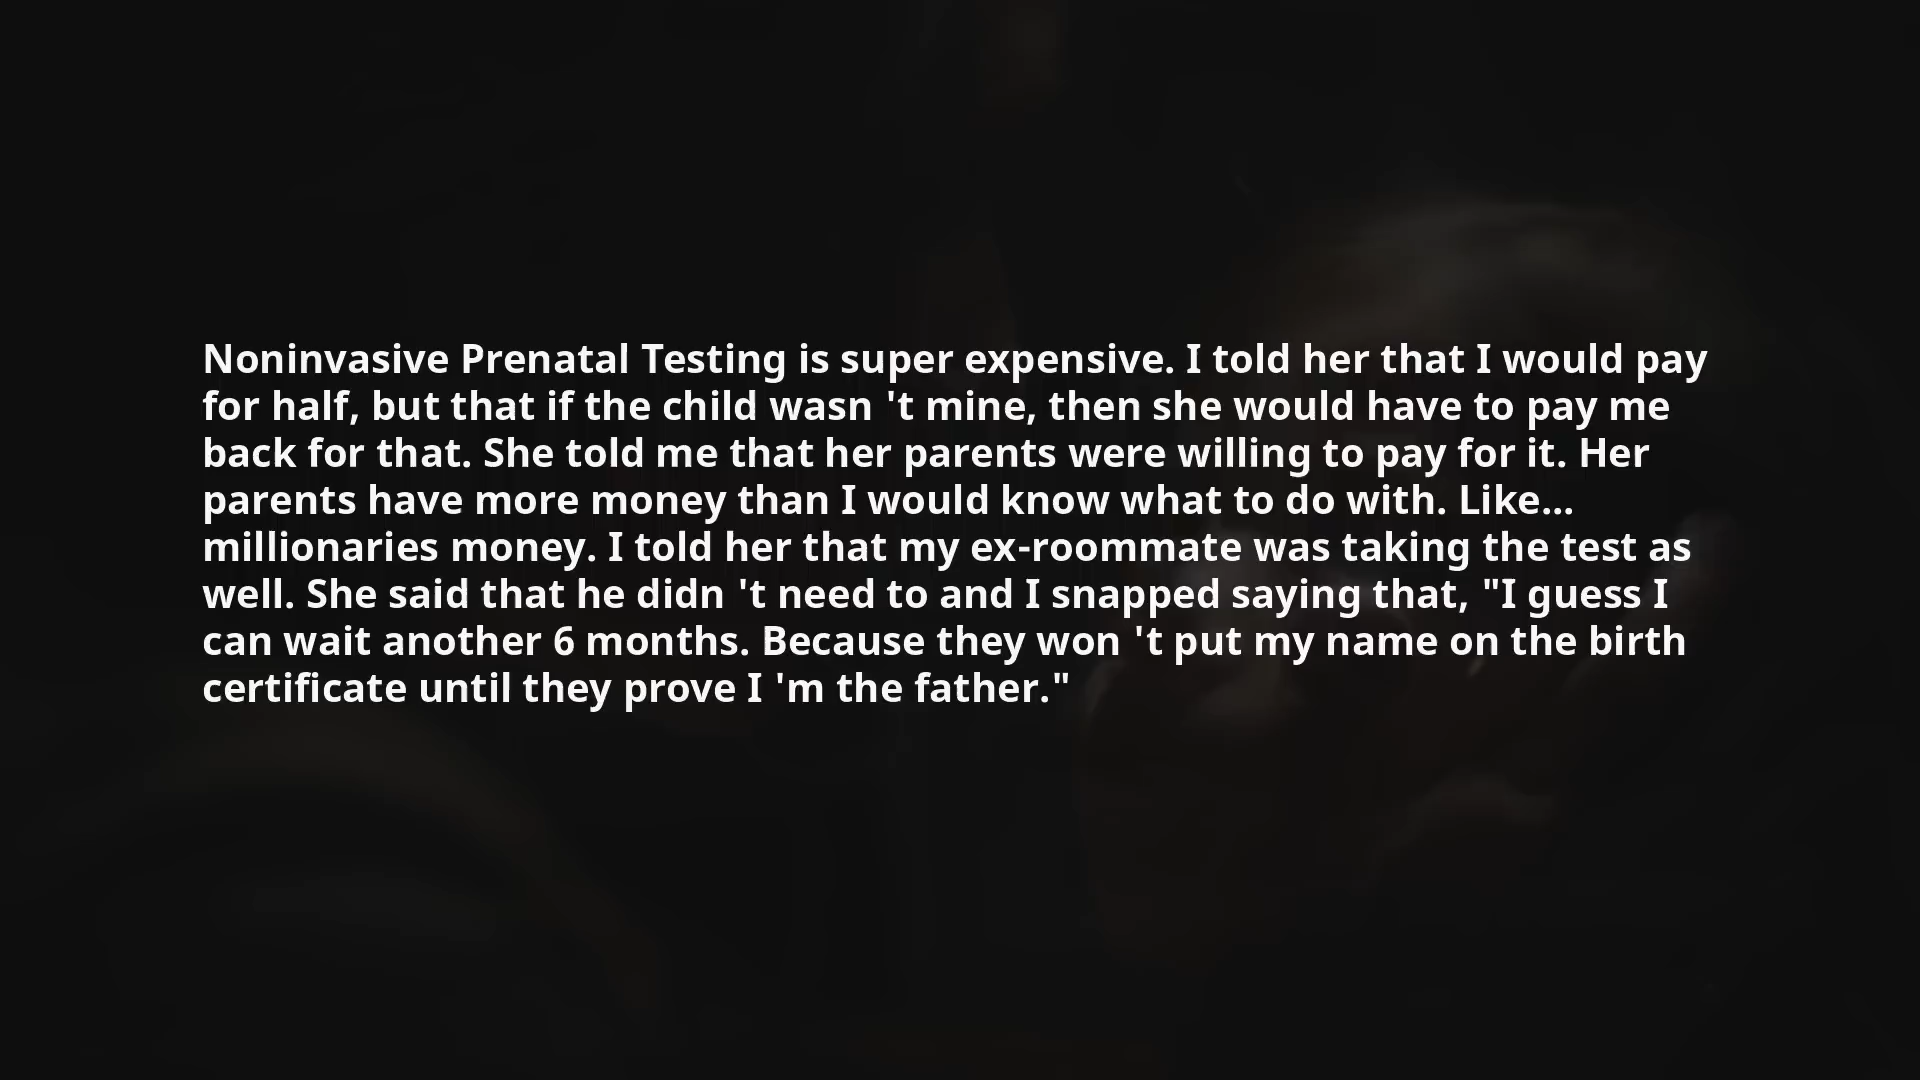 Noninvasive Prenatal Testing is super expensive. I told her that I would pay
for half, but that if the child wasn 't mine, then she would have to pay me
back for that. She told me that her parents were willing to pay for it. Her
parents have more money than I would know what to do with. Like...
millionaries money. I told her that my ex-roommate was taking the test as
well. She said that he didn 't need to and I snapped saying that, "I guess I
can wait another 6 months. Because they won 't put my name on the birth
certificate until they prove I 'm the father."